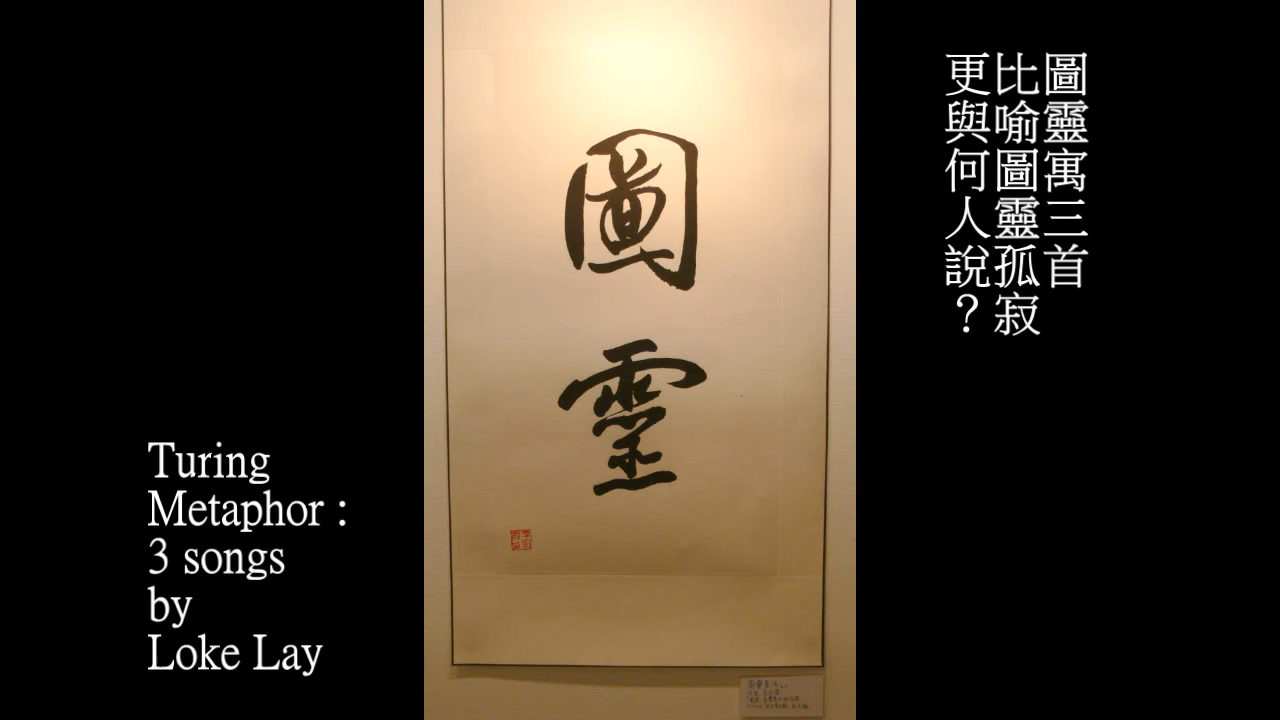 圖靈寓三首
比喻圖靈孤寂
更與何人說？
圖
靈
Turing
Metaphor :
3 songs
by
Loke Lay